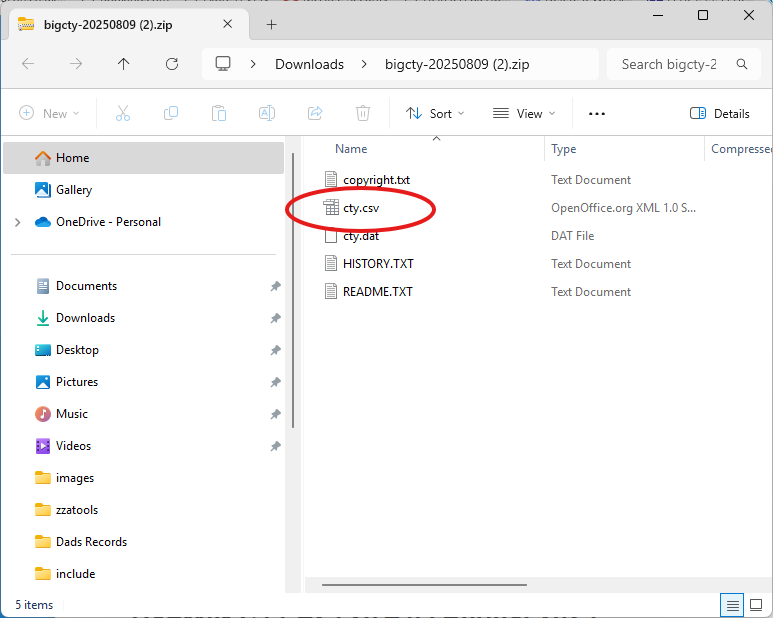 bigcty-20250809 (2).zip
Downloads
bigcty-20250809 (2).zip
Search bigcty-2
New
Sort
View
Details
Home
Gallery
OneDrive - Personal
Documents
Downloads
Desktop
Pictures
Music
Videos
images
zzatools
Dads Records
include
Name Type Compressed
copyright.txt Text Document
cty.csv OpenOffice.org XML 1.0 S...
cty.dat DAT File
HISTORY.TXT Text Document
README.TXT Text Document
5 items